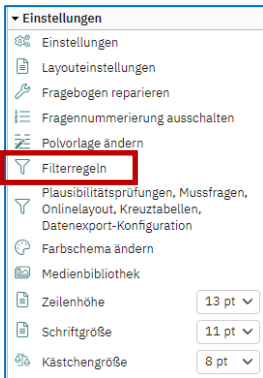 Einstellungen
Einstellungen
Layouteinstellungen
Fragebogen reparieren
Fragennummerierung ausschalten
Polvorlage ändern
Filterregeln
Plausibilitätsprüfungen, Mussfragen,
Onlinelayout, Kreuztabellen,
Datenexport-Konfiguration
Farbschema ändern
Medienbibliothek
Zeilenhöhe 13 pt
Schriftgröße 11 pt
Kästchengröße 8 pt